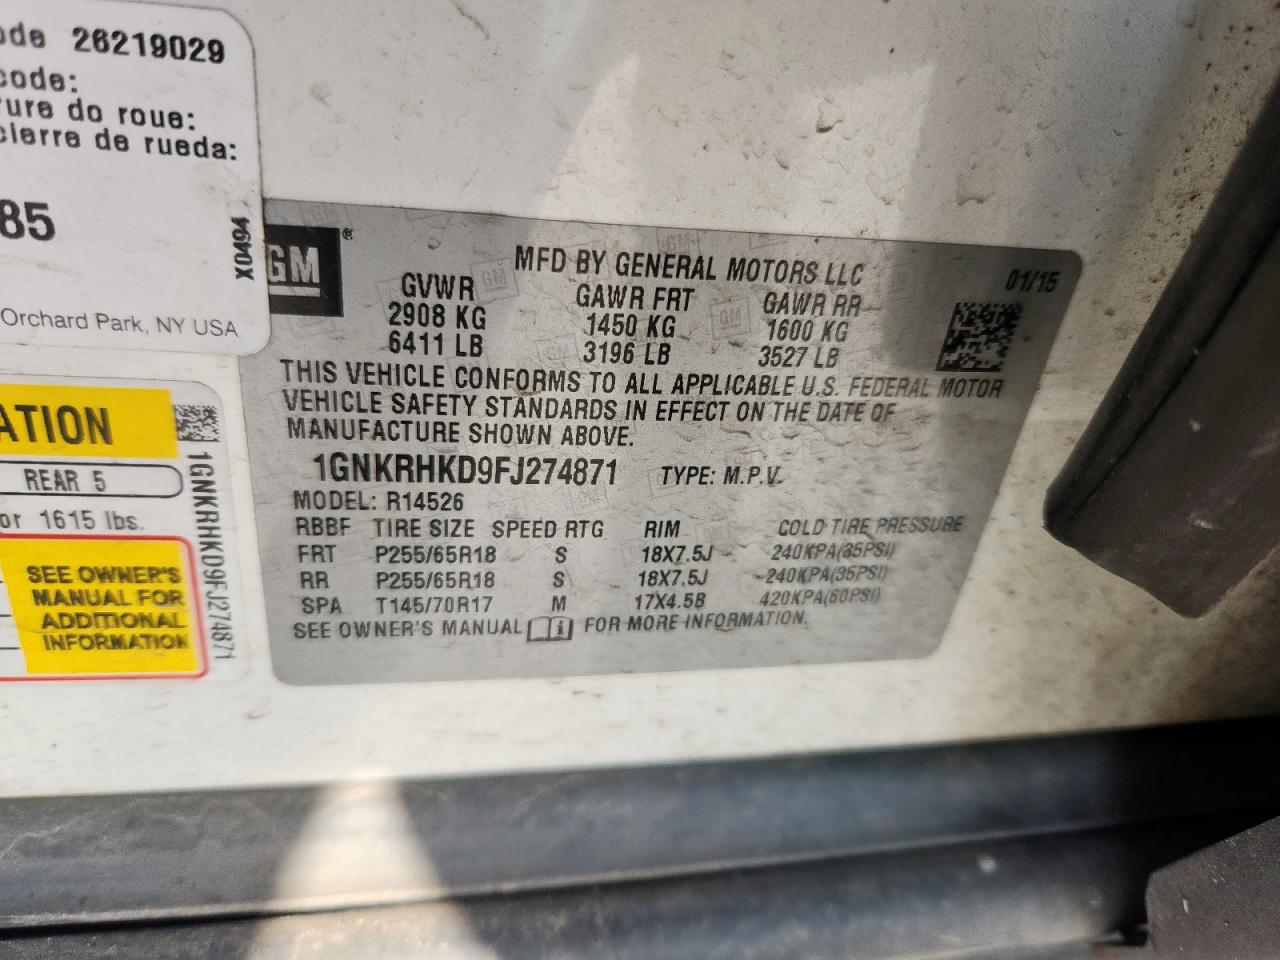 26219029
code:
do roue:
cierre de rueda:
85
X0494
Orchard Park, NY USA
GM
®
MFD BY GENERAL MOTORS LLC
01/15
GVWR
GAWR FRT
GAWR RR
2908 KG
1450 KG
1600 KG
6411 LB
3196 LB
3527 LB
THIS VEHICLE CONFORMS TO ALL APPLICABLE U.S. FEDERAL MOTOR
VEHICLE SAFETY STANDARDS IN EFFECT ON THE DATE OF
MANUFACTURE SHOWN ABOVE.
1GNKRHKD9FJ274871 TYPE: M.P.V.
MODEL: R14526
RBBF TIRE SIZE SPEED RTG RIM COLD TIRE PRESSURE
FRT P255/65R18 S 18X7.5J 240KPA(35PSI)
RR P255/65R18 S 18X7.5J 240KPA(35PSI)
SPA T145/70R17 M 17X4.5B 420KPA(60PSI)
SEE OWNER'S MANUAL FOR MORE INFORMATION.
ATION
REAR 5
or 1615 lbs.
SEE OWNER'S
MANUAL FOR
ADDITIONAL
INFORMATION
1GNKRHKD9FJ274871